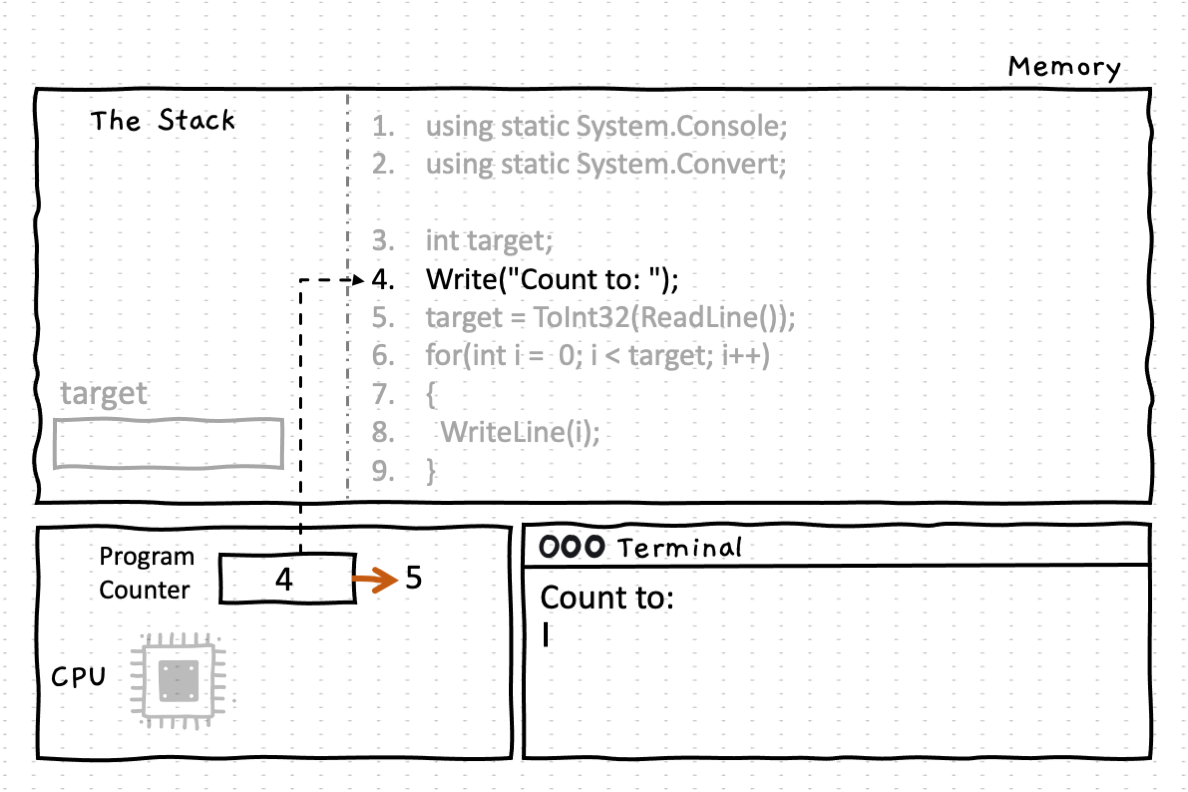 Memory
The Stack
1. using static System.Console;
2. using static System.Convert;
3. int target;
4. Write("Count to: ");
5. target = ToInt32(ReadLine());
6. for(int i = 0; i < target; i++)
7. {
8. WriteLine(i);
9. }
target
Program
Counter
4
5
CPU
Terminal
Count to: